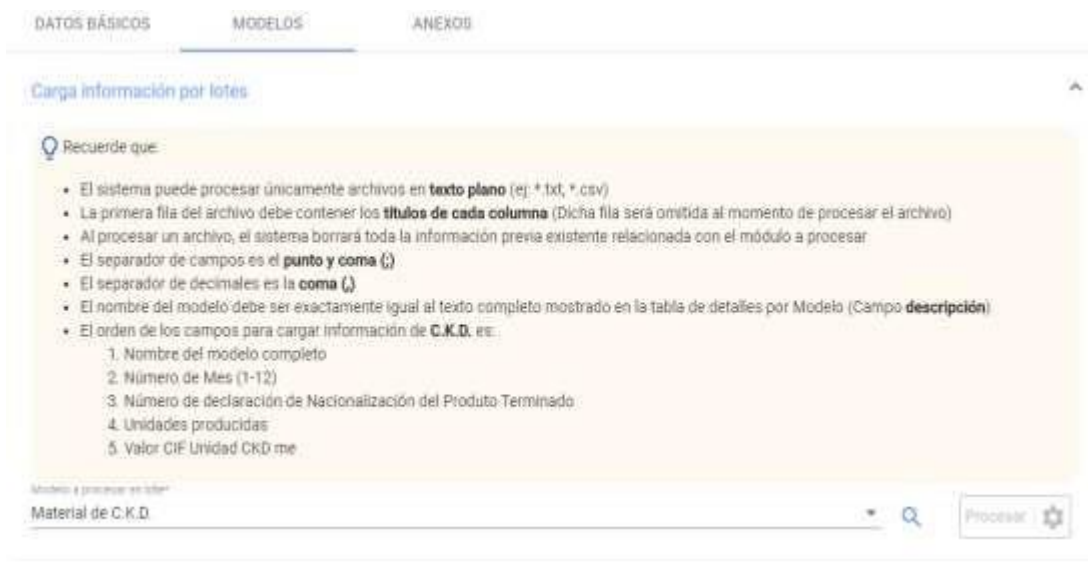 DATOS BÁSICOS MODELOS ANEXOS
Carga información por lotes
Recuerde que:
• El sistema puede procesar únicamente archivos en texto plano (ej: *.txt, *.csv)
• La primera fila del archivo debe contener los títulos de cada columna (Dicha fila será omitida al momento de procesar el archivo)
• Al procesar un archivo, el sistema borrará toda la información previa existente relacionada con el módulo a procesar
• El separador de campos es el punto y coma (;)
• El separador de decimales es la coma (,)
• El nombre del modelo debe ser exactamente igual al texto completo mostrado en la tabla de detalles por Modelo (Campo descripción)
• El orden de los campos para cargar información de C.K.D. es:
1. Nombre del modelo completo
2. Número de Mes (1-12)
3. Número de declaración de Nacionalización del Produto Terminado
4. Unidades producidas
5. Valor CIF Unidad CKD me
Modelo a procesar en lote*
Material de C.K.D. Procesar